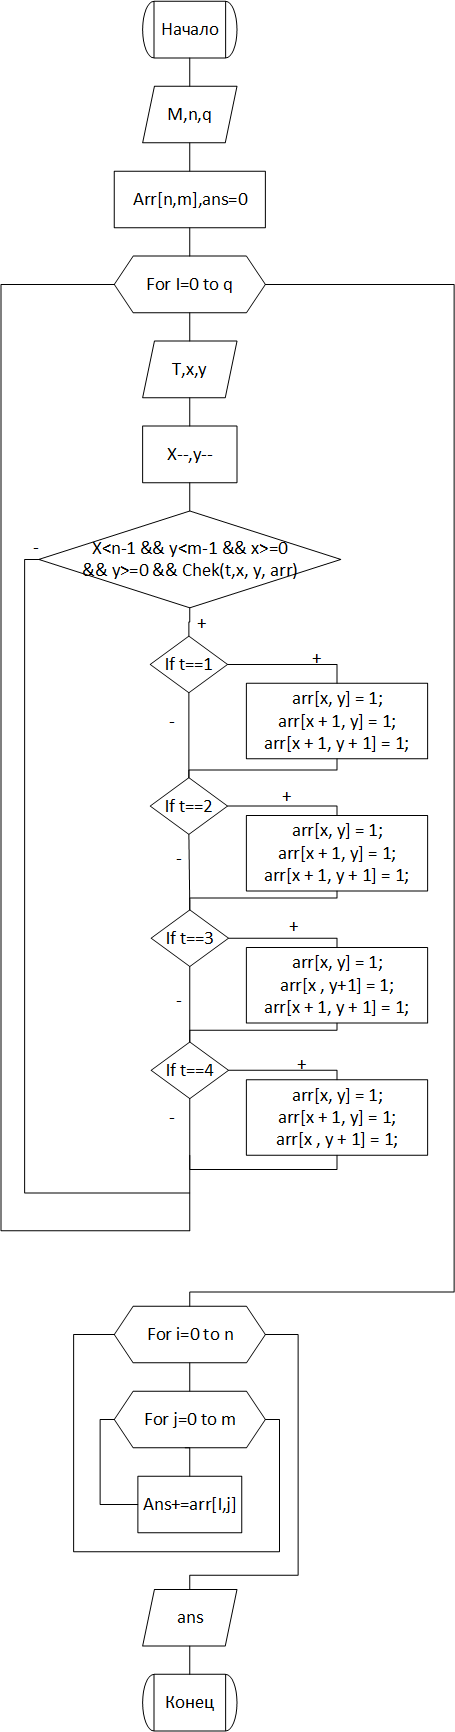 Начало
M,n,q
Arr[n,m],ans=0
For I=0 to q
T,x,y
X--,y--
-
X<n-1 && y<m-1 && x>=0
&& y>=0 && Chek(t,x, y, arr)
+
If t==1
+
-
arr[x, y] = 1;
arr[x + 1, y] = 1;
arr[x + 1, y + 1] = 1;
If t==2
+
-
arr[x, y] = 1;
arr[x + 1, y] = 1;
arr[x + 1, y + 1] = 1;
If t==3
+
-
arr[x, y] = 1;
arr[x , y+1] = 1;
arr[x + 1, y + 1] = 1;
If t==4
+
-
arr[x, y] = 1;
arr[x + 1, y] = 1;
arr[x , y + 1] = 1;
For i=0 to n
For j=0 to m
Ans+=arr[I,j]
ans
Конец